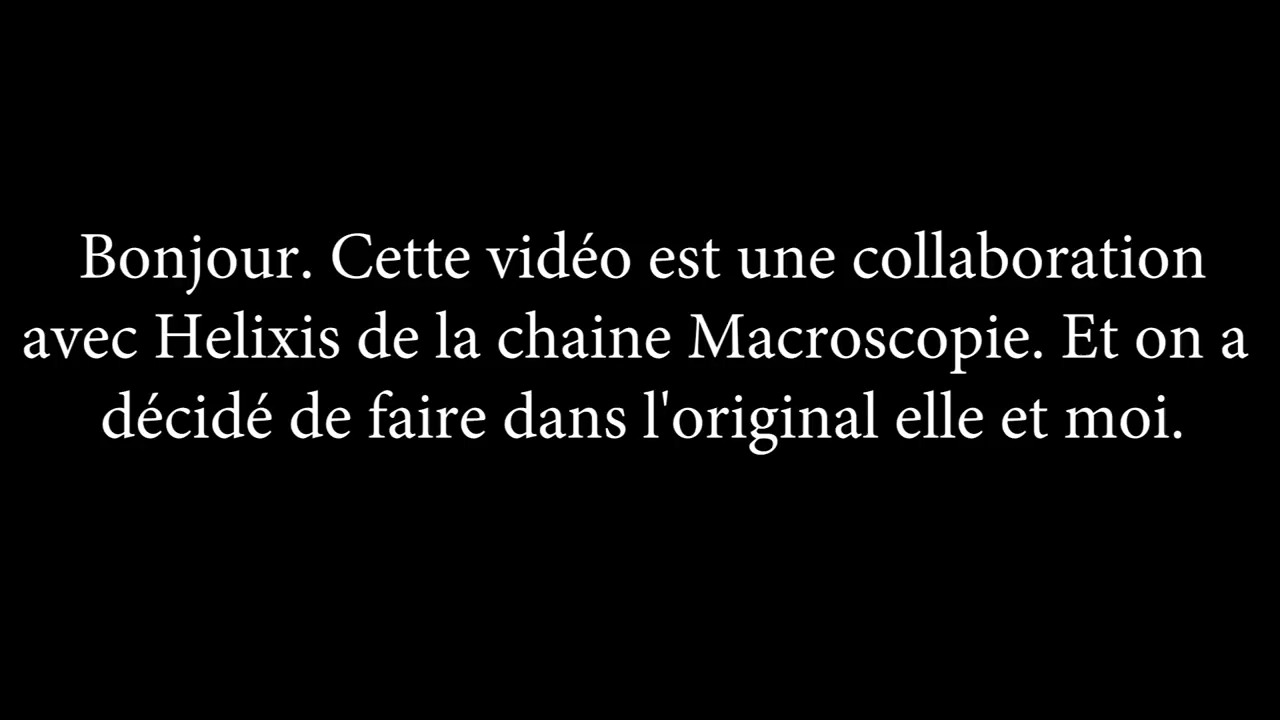 Bonjour. Cette vidéo est une collaboration
avec Helixis de la chaine Macroscopie. Et on a
décidé de faire dans l'original elle et moi.